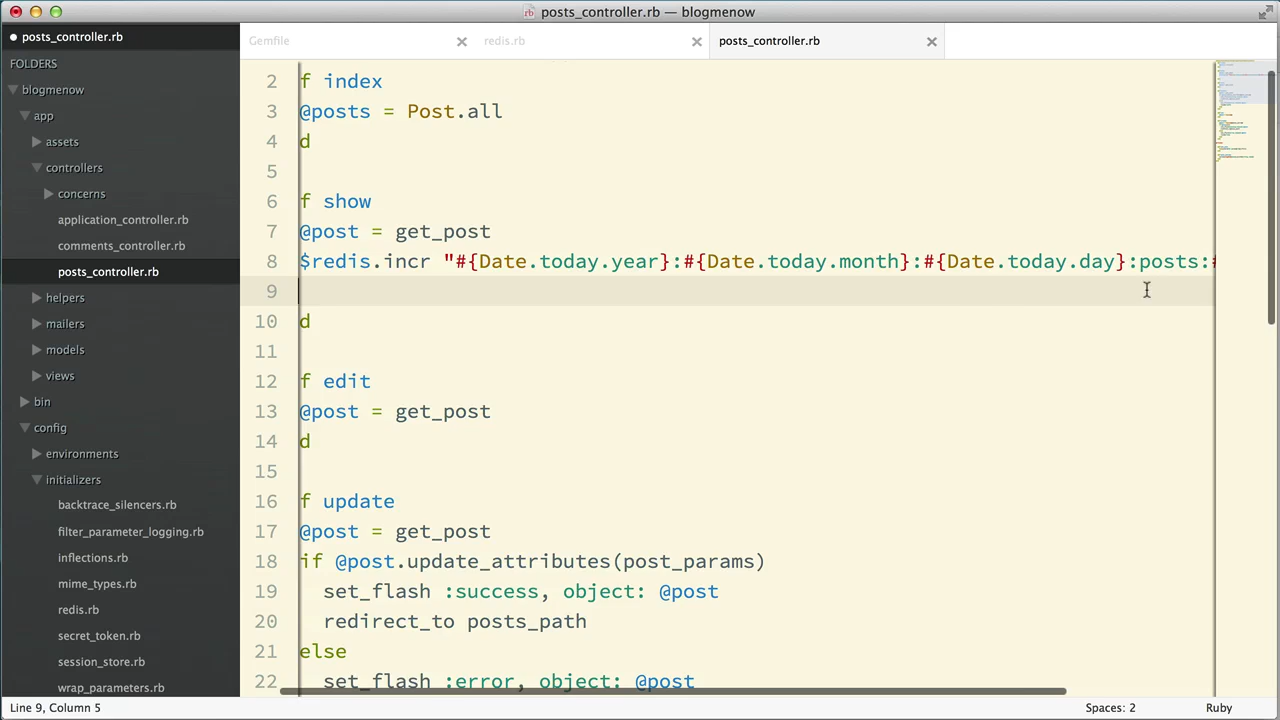 posts_controller.rb — blogmenow
posts_controller.rb
Gemfile
redis.rb
posts_controller.rb
FOLDERS
blogmenow
app
assets
controllers
concerns
application_controller.rb
comments_controller.rb
posts_controller.rb
helpers
mailers
models
views
bin
config
environments
initializers
backtrace_silencers.rb
filter_parameter_logging.rb
inflections.rb
mime_types.rb
redis.rb
secret_token.rb
session_store.rb
wrap_parameters.rb
2 f index
3 @posts = Post.all
4 d
5
6 f show
7 @post = get_post
8 $redis.incr "#{Date.today.year}:#{Date.today.month}:#{Date.today.day}:posts:#
9
10 d
11
12 f edit
13 @post = get_post
14 d
15
16 f update
17 @post = get_post
18 if @post.update_attributes(post_params)
19 set_flash :success, object: @post
20 redirect_to posts_path
21 else
22 set_flash :error, object: @post
Line 9, Column 5
Spaces: 2
Ruby